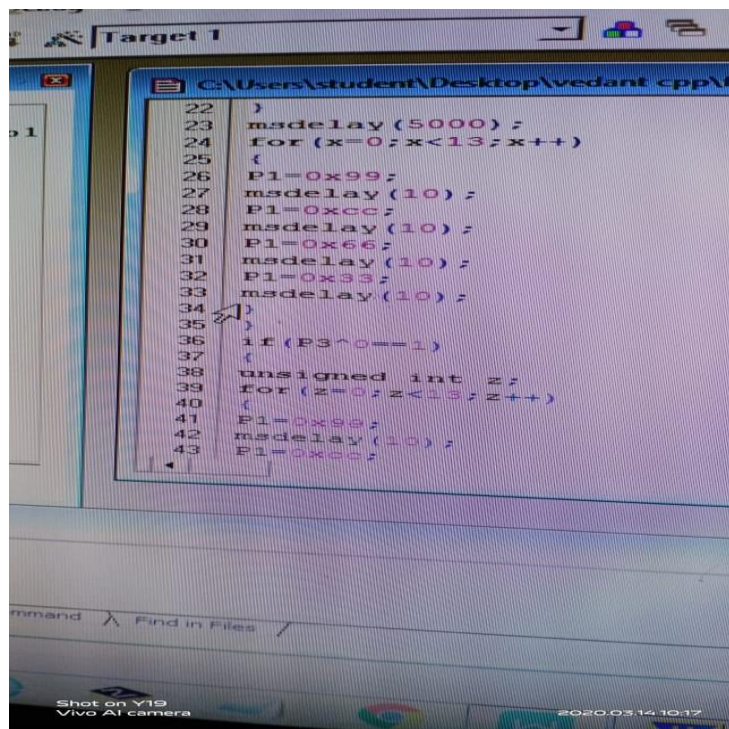 Target 1
C:\Users\student\Desktop\vedant cpp\
22 }
23 msdelay(5000);
24 for(x=0;x<13;x++)
25 {
26 P1=0x99;
27 msdelay(10);
28 P1=0xcc;
29 msdelay(10);
30 P1=0x66;
31 msdelay(10);
32 P1=0x33;
33 msdelay(10);
34 }
35 }
36 if(P3^0==1)
37 {
38 unsigned int z;
39 for(z=0;z<13;z++)
40 {
41 P1=0x99;
42 msdelay(10);
43 P1=0xcc;
Find in Files
Shot on Y19
Vivo AI camera
2020.03.14 10:17